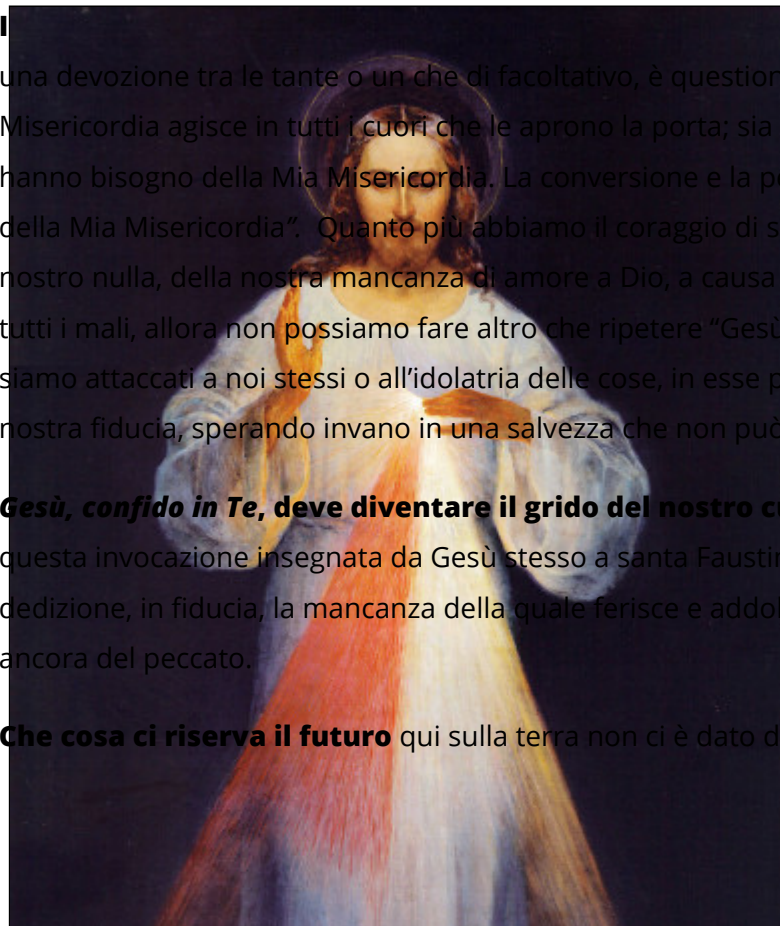 una devozione tra le tante o un che di facoltativo, è question
Misericordia agisce in tutti i cuori che le aprono la porta; sia
hanno bisogno della Mia Misericordia. La conversione e la pe
della Mia Misericordia”. Quanto più abbiamo il coraggio di s
nostro nulla, della nostra mancanza di amore a Dio, a causa
tutti i mali, allora non possiamo fare altro che ripetere “Gesù
siamo attaccati a noi stessi o all’idolatria delle cose, in esse p
nostra fiducia, sperando invano in una salvezza che non può
Gesù, confido in Te, deve diventare il grido del nostro cu
questa invocazione insegnata da Gesù stesso a santa Faustin
dedizione, in fiducia, la mancanza della quale ferisce e addo
ancora del peccato.
Che cosa ci riserva il futuro qui sulla terra non ci è dato d